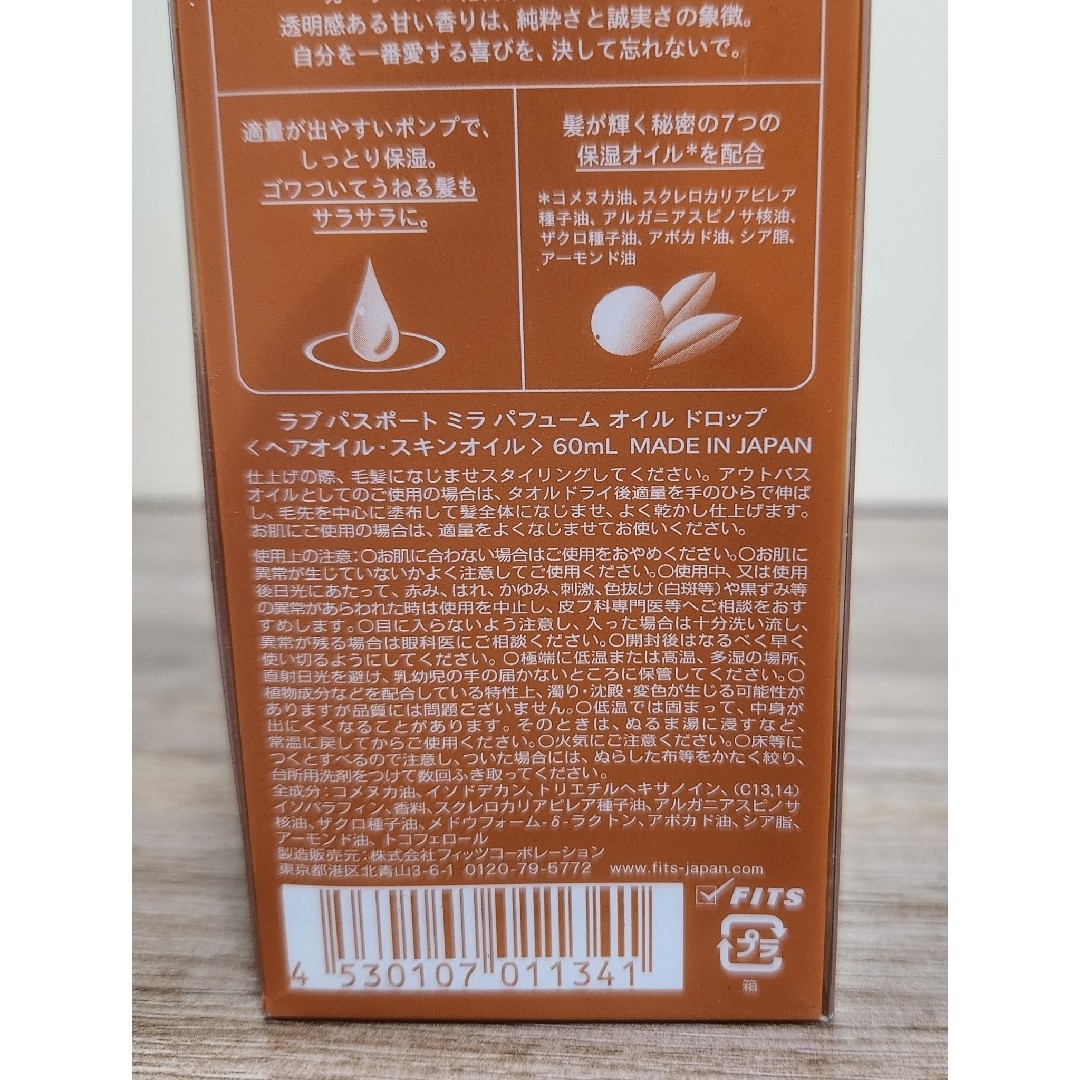 透明感ある甘い香りは、純粋さと誠実さの象徴。
自分を一番愛する喜びを、決して忘れないで。
適量が出やすいポンプで、
しっとり保湿。
ゴワついてうねる髪も
サラサラに。
髪が輝く秘密の7つの
保湿オイル*を配合
*コメヌカ油、スクレロカリアビレア
種子油、アルガニアスピノサ核油、
ザクロ種子油、アボカド油、シア脂、
アーモンド油
ラブ パスポート ミラ パフューム オイル ドロップ
〈ヘアオイル・スキンオイル〉 60mL MADE IN JAPAN
仕上げの際、毛髪になじませスタイリングしてください。アウトバス
オイルとしてのご使用の場合は、タオルドライ後適量を手のひらで伸ば
し、毛先を中心に塗布して髪全体になじませ、よく乾かし仕上げます。
お肌にご使用の場合は、適量をよくなじませてお使いください。
使用上の注意:○お肌に合わない場合はご使用をおやめください。○お肌に
異常が生じていないかよく注意してご使用ください。○使用中、又は使用
後日光にあたって、赤み、はれ、かゆみ、刺激、色抜け(白斑等)や黒ずみ等
の異常があらわれた時は使用を中止し、皮フ科専門医等へご相談をおす
すめします。○目に入らないよう注意し、入った場合は十分洗い流し、
異常が残る場合は眼科医にご相談ください。○開封後はなるべく早く
使い切るようにしてください。○極端に低温または高温、多湿の場所、
直射日光を避け、乳幼児の手の届かないところに保管してください。○
植物成分などを配合している特性上、濁り・沈殿・変色が生じる可能性が
ありますが品質には問題ございません。○低温では固まって、中身が
出にくくなることがあります。そのときは、ぬるま湯に浸すなど、
常温に戻してからご使用ください。○火気にご注意ください。○床等に
つくとすべるので注意し、ついた場合には、ぬらした布等をかたく絞り、
台所用洗剤をつけて数回ふき取ってください。
全成分:コメヌカ油、イソドデカン、トリエチルヘキサノイン、(C13,14)
イソパラフィン、香料、スクレロカリアビレア種子油、アルガニアスピノサ
核油、ザクロ種子油、メドウフォーム-δ-ラクトン、アボカド油、シア脂、
アーモンド油、トコフェロール
製造販売元:株式会社フィッツコーポレーション
東京都港区北青山3-6-1 0120-79-5772 www.fits-japan.com
FITS
4 530107 011341
プラ
箱